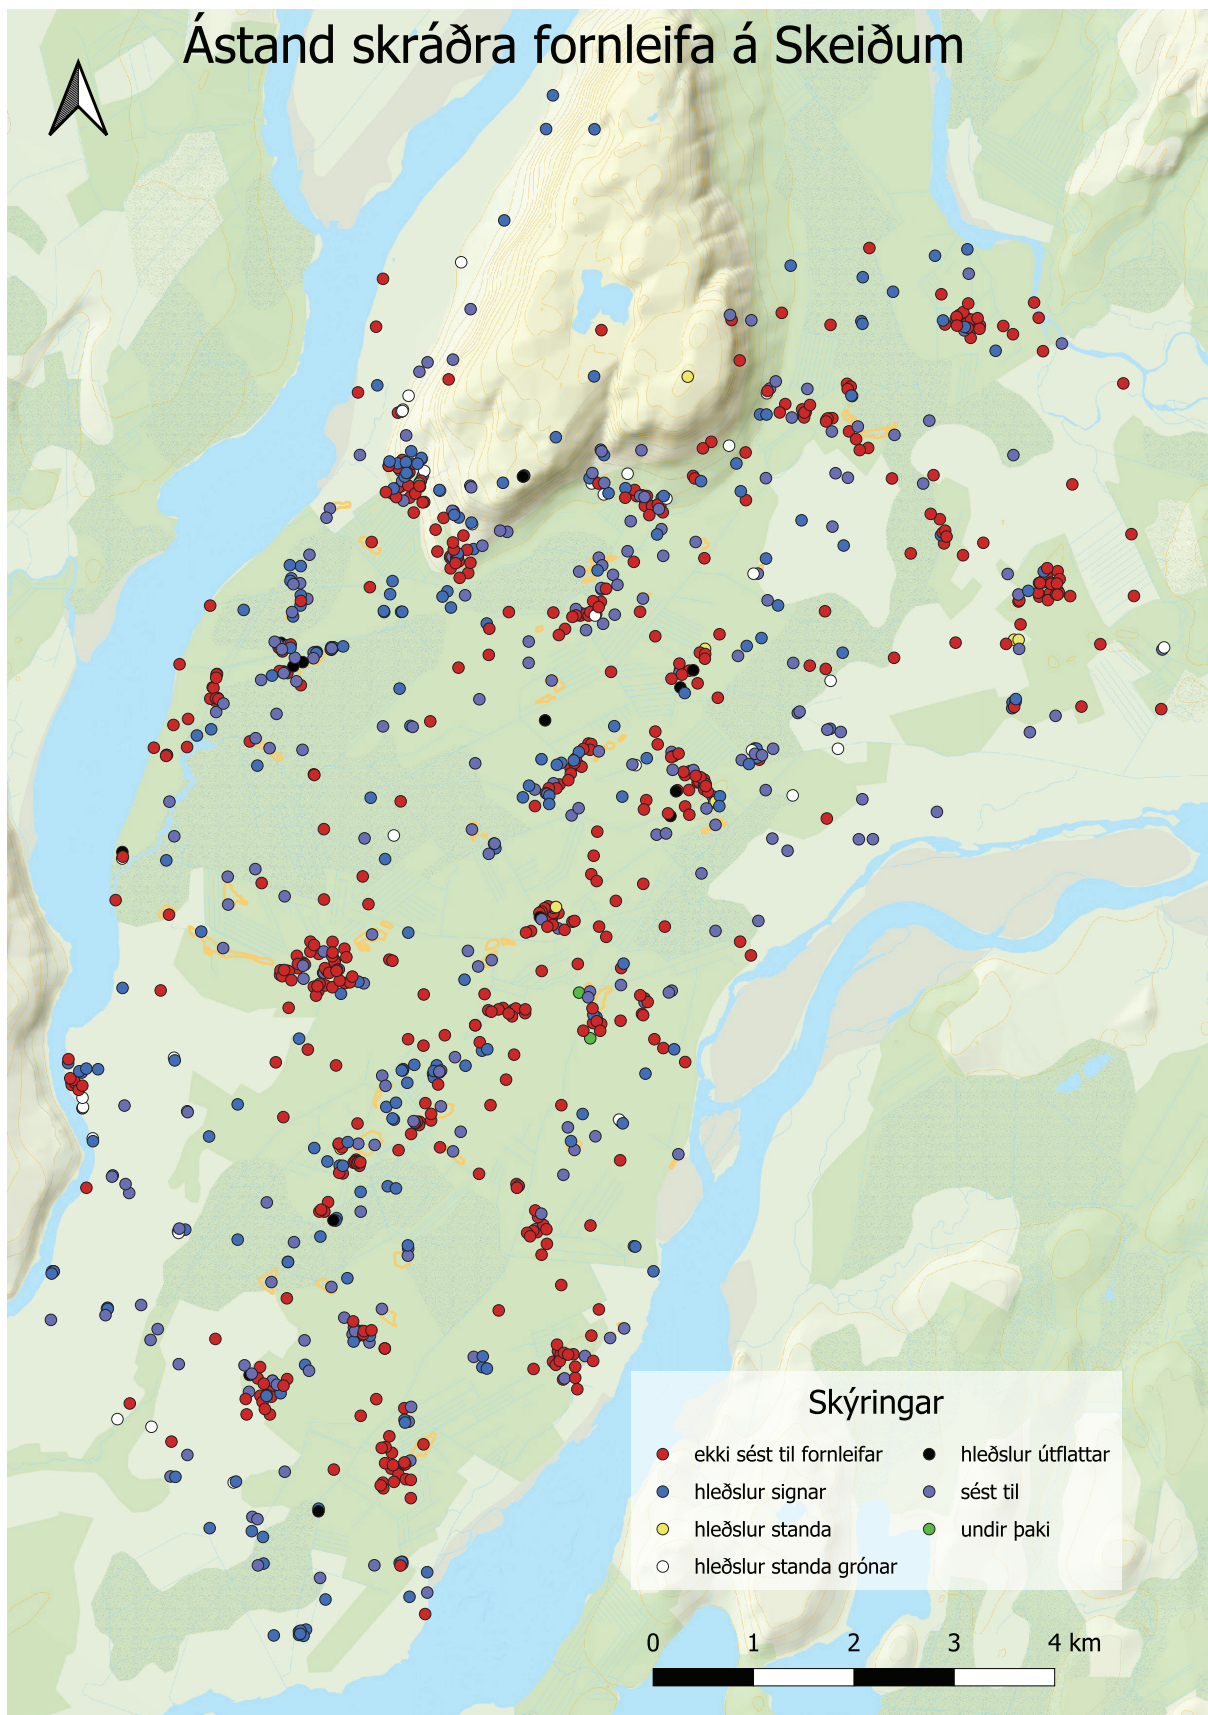 Ástand skráðra fornleifa á Skeiðum
Skýringar
ekki sést til fornleifar
hleðslur signar
hleðslur standa
hleðslur standa grónar
hleðslur útflattar
sést til
undir þaki
0 1 2 3 4 km